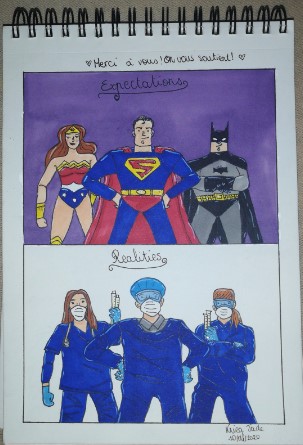 ♡ Merci à vous! On vous soutient! ♡
Expectations
S
Realities